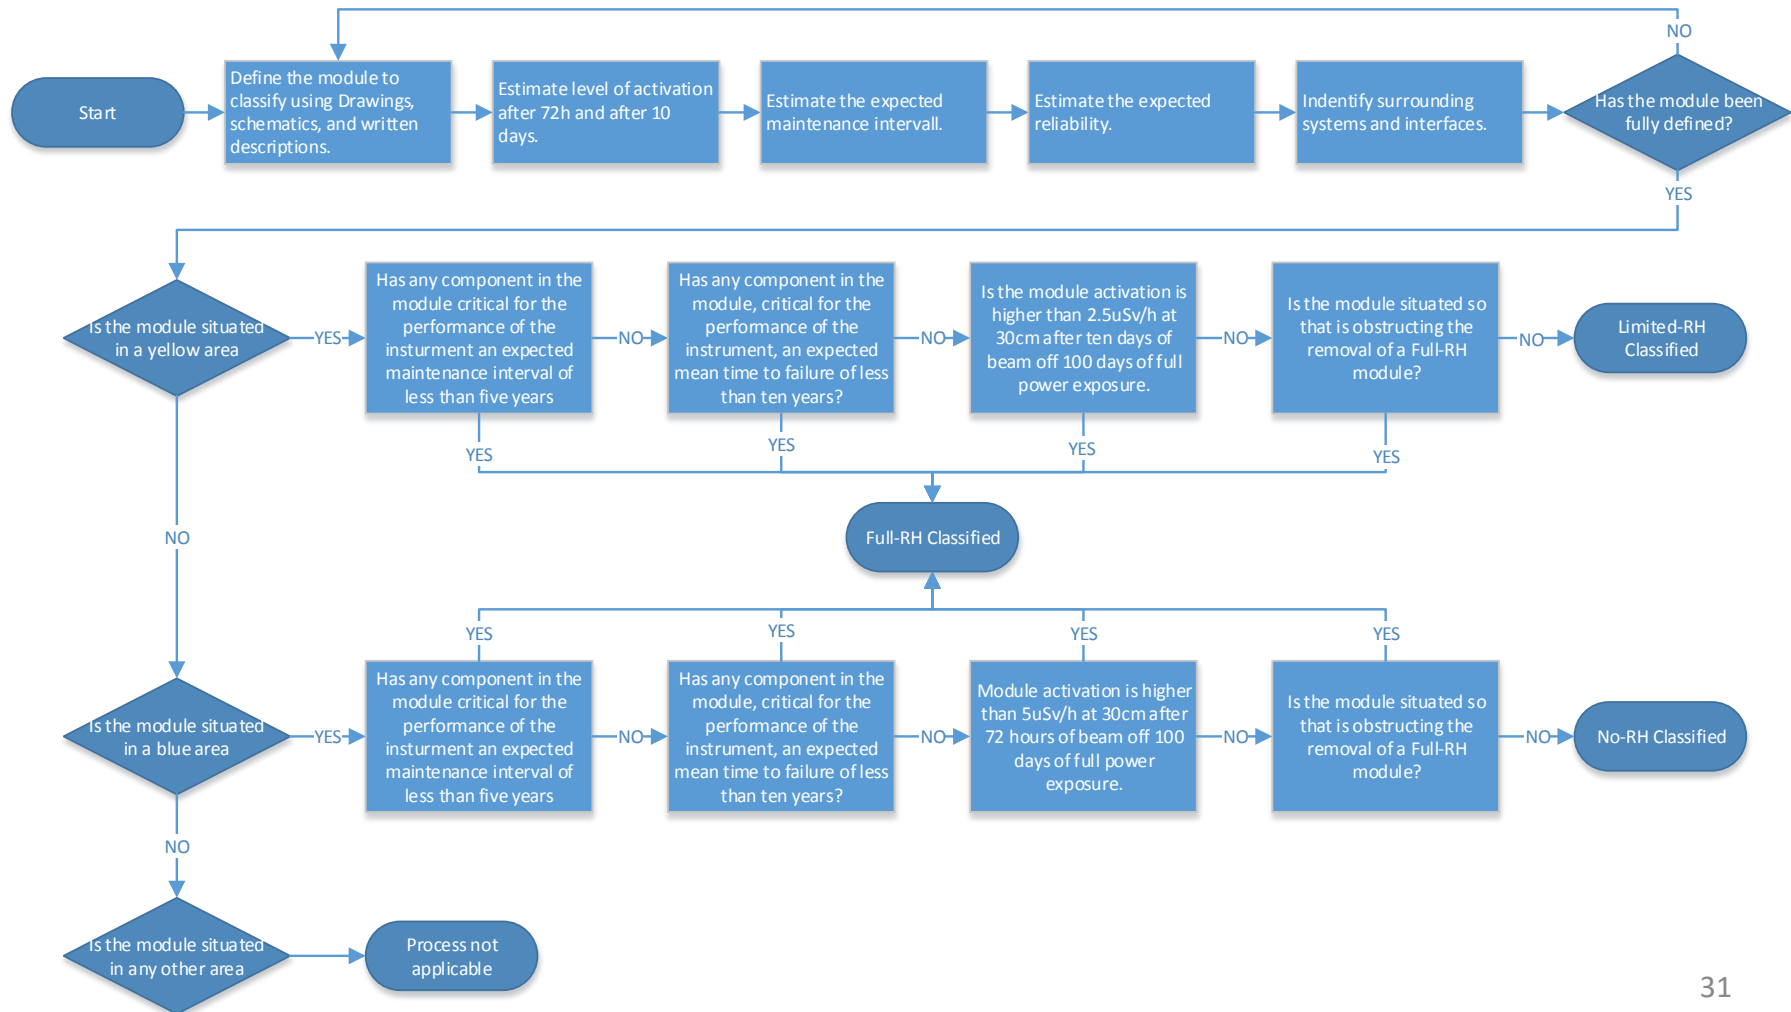 NO
Start
Define the module to
classify using Drawings,
schematics, and written
descriptions.
Estimate level of activation
after 72h and after 10
days.
Estimate the expected
maintenance intervall.
Estimate the expected
reliability.
Indentify surrounding
systems and interfaces.
Has the module been
fully defined?
YES
Is the module situated
in a yellow area
YES
Has any component in the
module critical for the
performance of the
insturment an expected
maintenance interval of
less than five years
NO
Has any component in the
module, critical for the
performance of the
instrument, an expected
mean time to failure of less
than ten years?
NO
Is the module activation is
higher than 2.5uSv/h at
30cm after ten days of
beam off 100 days of full
power exposure.
NO
Is the module situated so
that is obstructing the
removal of a Full-RH
module?
NO
Limited-RH
Classified
YES
YES
YES
YES
NO
Full-RH Classified
YES
YES
YES
YES
Is the module situated
in a blue area
YES
Has any component in the
module critical for the
performance of the
insturment an expected
maintenance interval of
less than five years
NO
Has any component in the
module, critical for the
performance of the
instrument, an expected
mean time to failure of less
than ten years?
NO
Module activation is higher
than 5uSv/h at 30cm after
72 hours of beam off 100
days of full power
exposure.
NO
Is the module situated so
that is obstructing the
removal of a Full-RH
module?
NO
No-RH Classified
NO
Is the module situated
in any other area
Process not
applicable
31